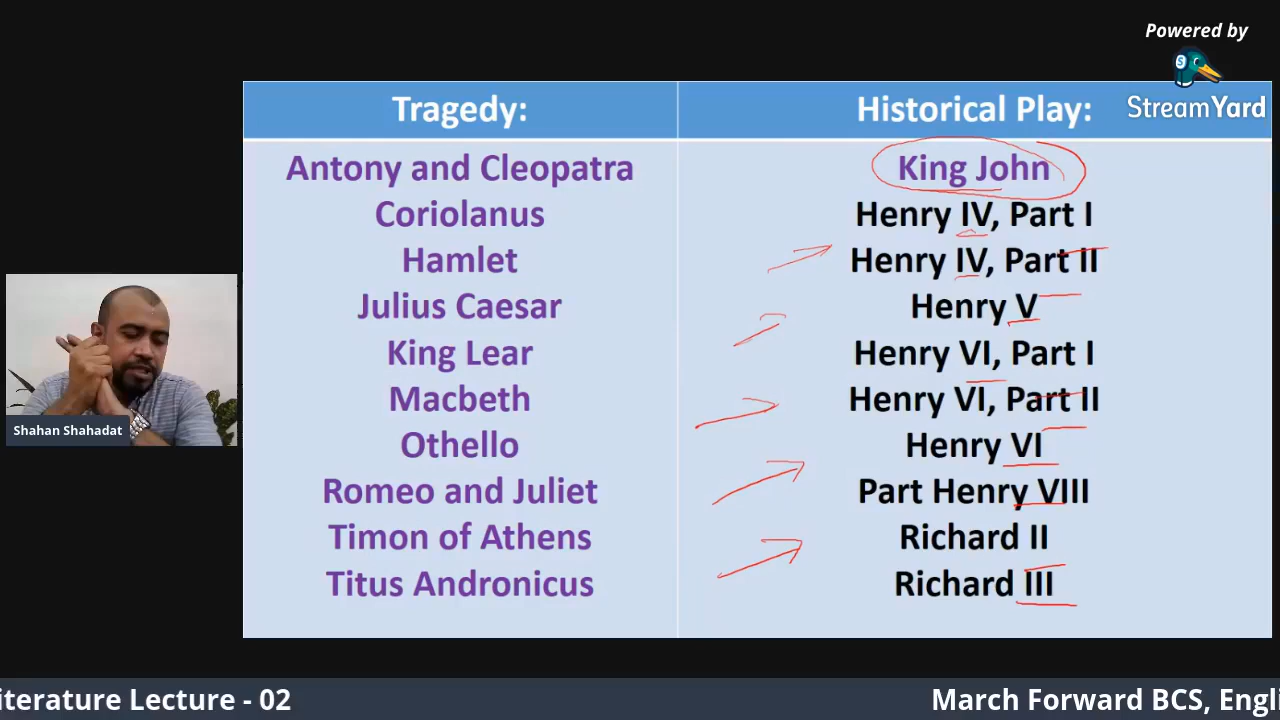 Powered by
StreamYard
Tragedy:
Historical Play:
Antony and Cleopatra
King John
Coriolanus
Henry IV, Part I
Hamlet
Henry IV, Part II
Julius Caesar
Henry V
King Lear
Henry VI, Part I
Macbeth
Henry VI, Part II
Othello
Henry VI
Romeo and Juliet
Part Henry VIII
Timon of Athens
Richard II
Titus Andronicus
Richard III
Shahan Shahadat
iterature Lecture - 02
March Forward BCS, Engli